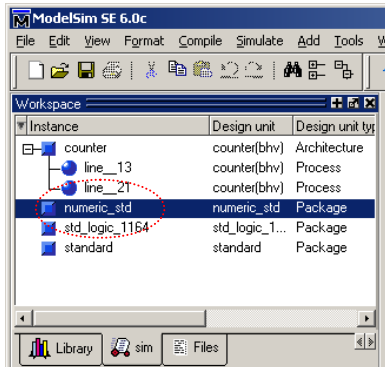 ModelSim SE 6.0c
File Edit View Format Compile Simulate Add Tools
Workspace
Instance Design unit Design unit typ
counter counter(bhv) Architecture
line__13 counter(bhv) Process
line__21 counter(bhv) Process
numeric_std numeric_std Package
std_logic_1164 std_logic_1... Package
standard standard Package
Library sim Files